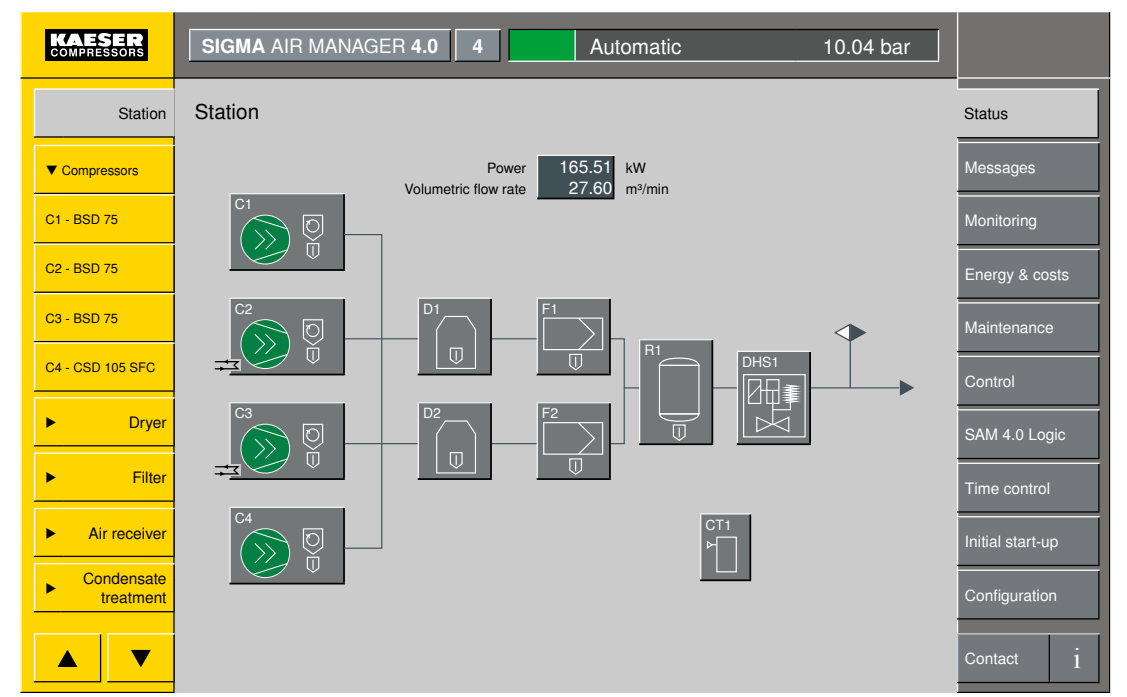 KAESER
COMPRESSORS
SIGMA AIR MANAGER 4.0
4
Automatic
10.04 bar
Station
▼ Compressors
C1 - BSD 75
C2 - BSD 75
C3 - BSD 75
C4 - CSD 105 SFC
Dryer
Filter
Air receiver
Condensate
treatment
Station
Power 165.51 kW
Volumetric flow rate 27.60 m³/min
C1
C2
D1
F1
R1
DHS1
C3
D2
F2
C4
CT1
Status
Messages
Monitoring
Energy & costs
Maintenance
Control
SAM 4.0 Logic
Time control
Initial start-up
Configuration
Contact
i